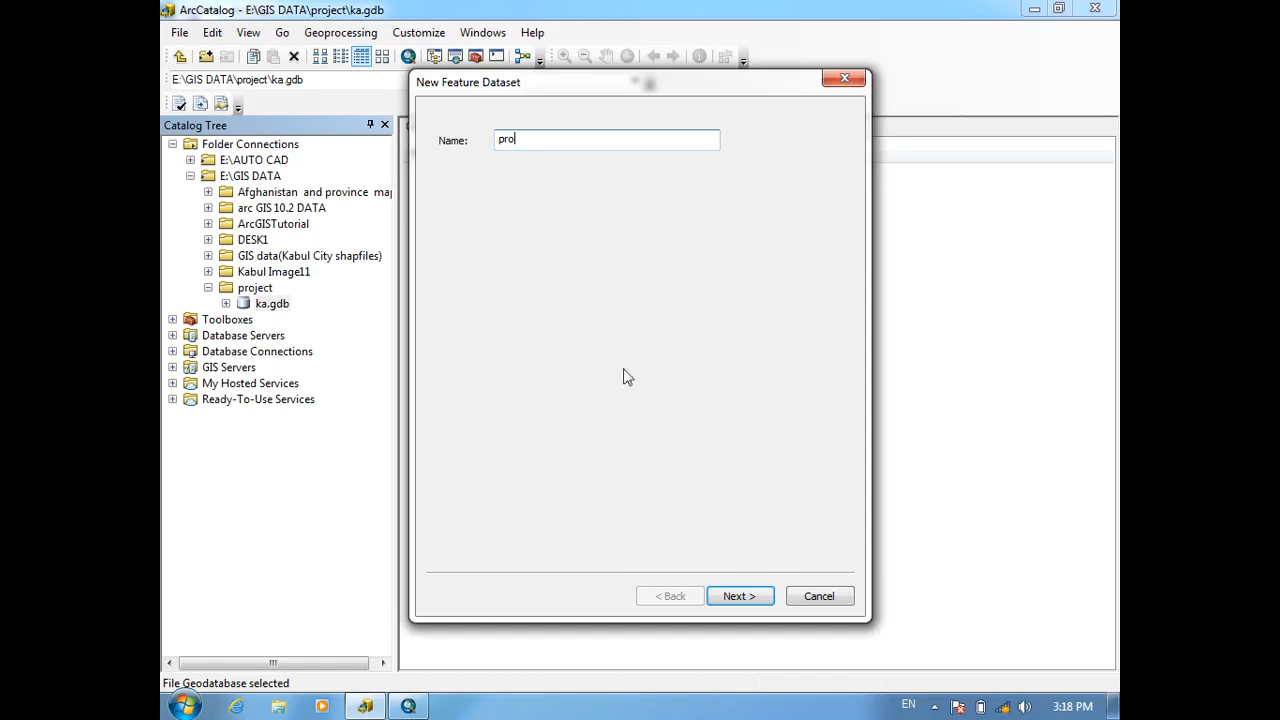 ArcCatalog - E:\GIS DATA\project\ka.gdb
File Edit View Go Geoprocessing Customize Windows Help
E:\GIS DATA\project\ka.gdb
Catalog Tree
Folder Connections
E:\AUTO CAD
E:\GIS DATA
Afghanistan and province map
arc GIS 10.2 DATA
ArcGISTutorial
DESK1
GIS data(Kabul City shapfiles)
Kabul Image11
project
ka.gdb
Toolboxes
Database Servers
Database Connections
GIS Servers
My Hosted Services
Ready-To-Use Services
New Feature Dataset
Name: pro
< Back Next > Cancel
File Geodatabase selected
EN 3:18 PM